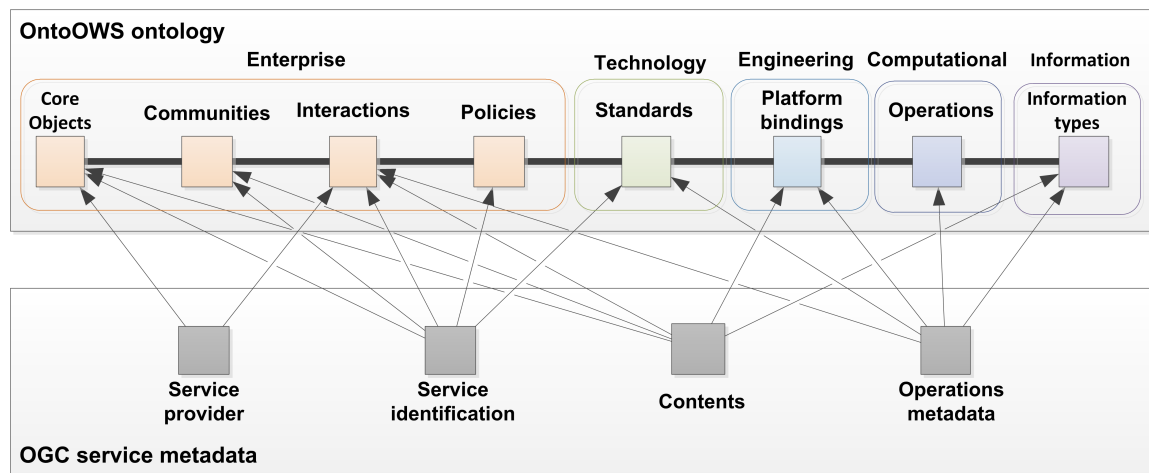 OntoOWS ontology
Enterprise
Technology
Engineering
Computational
Information
Core
Objects
Communities
Interactions
Policies
Standards
Platform
bindings
Operations
Information
types
Service
provider
Service
identification
Contents
Operations
metadata
OGC service metadata